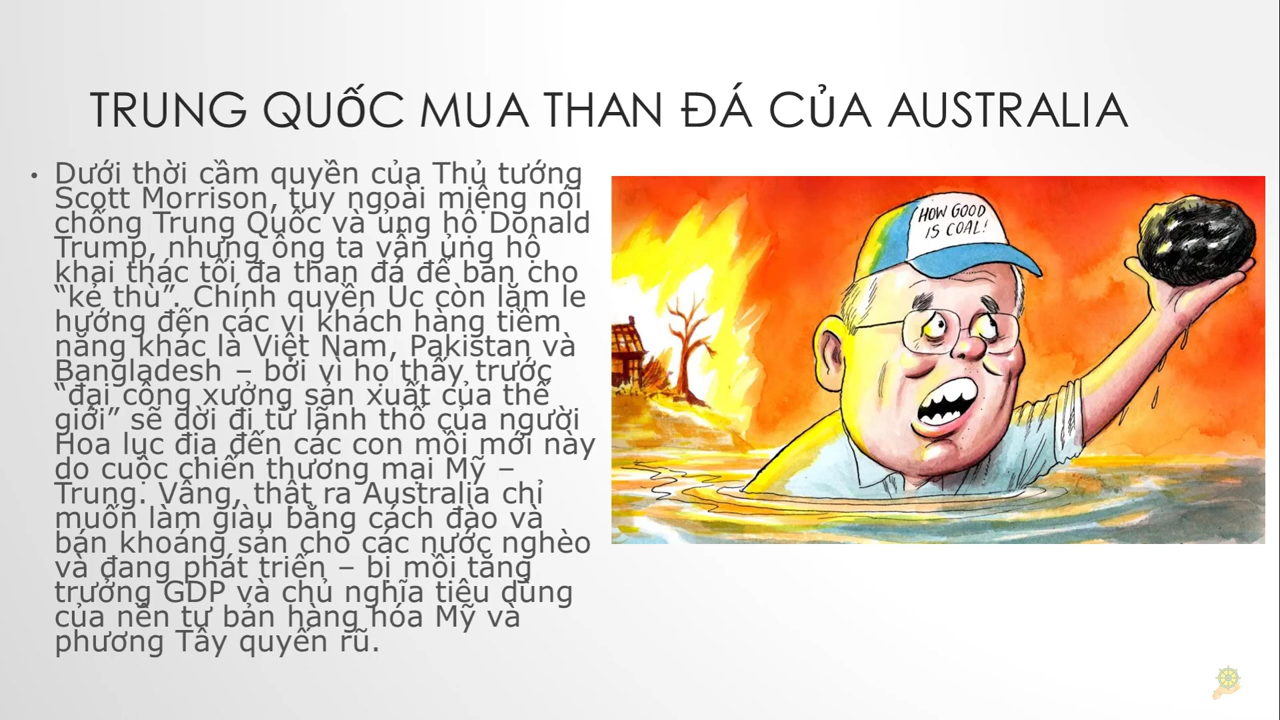 TRUNG QUỐC MUA THAN ĐÁ CỦA AUSTRALIA
• Dưới thời cầm quyền của Thủ tướng
Scott Morrison, tuy ngoài miệng nói
chống Trung Quốc và ủng hộ Donald
Trump, nhưng ông ta vẫn ủng hộ
khai thác tối đa than đá để bán cho
“kẻ thù”. Chính quyền Úc còn lăm le
hướng đến các vị khách hàng tiềm
năng khác là Việt Nam, Pakistan và
Bangladesh – bởi vì họ thấy trước
“đại công xưởng sản xuất của thế
giới” sẽ dời đi từ lãnh thổ của người
Hoa lục địa đến các con mồi mới này
do cuộc chiến thương mại Mỹ –
Trung. Vâng, thật ra Australia chỉ
muốn làm giàu bằng cách đào và
bán khoáng sản cho các nước nghèo
và đang phát triển – bị mồi tăng
trưởng GDP và chủ nghĩa tiêu dùng
của nền tư bản hàng hóa Mỹ và
phương Tây quyến rũ.
HOW GOOD
IS COAL!